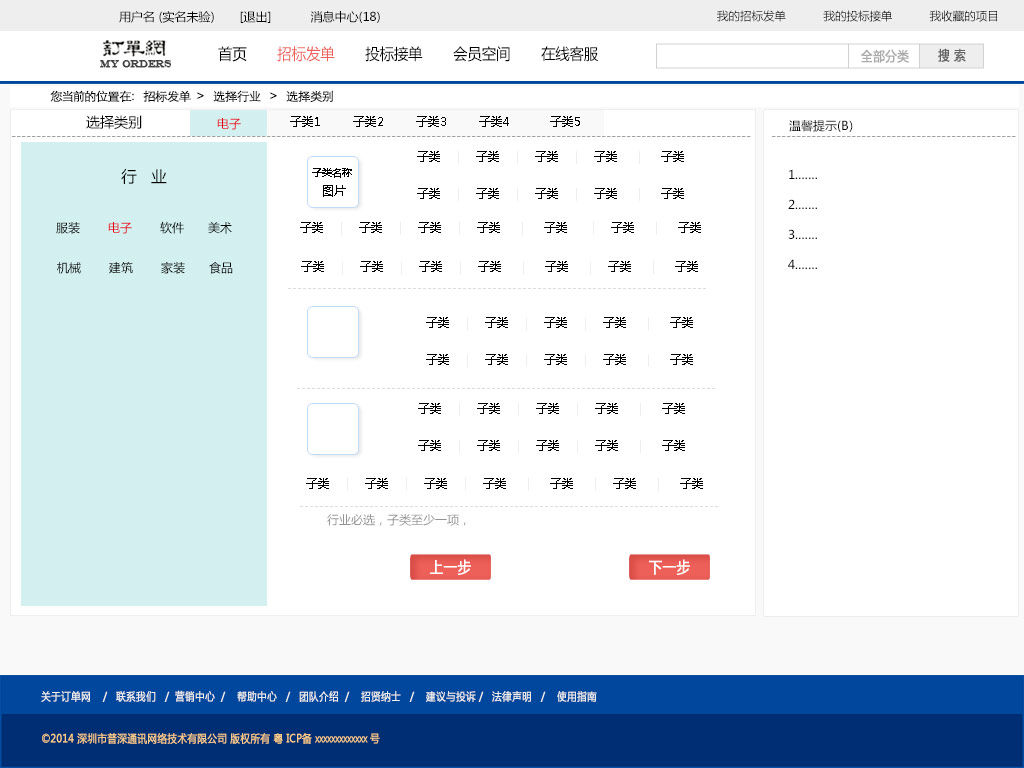 用户名 (实名未验) [退出] 消息中心(18) 我的招标发单 我的投标接单 我收藏的项目
訂單網
MY ORDERS
首页 招标发单 投标接单 会员空间 在线客服 全部分类 搜 索
您当前的位置在: 招标发单 > 选择行业 > 选择类别
选择类别 电子 子类1 子类2 子类3 子类4 子类5
温馨提示(B)
行 业
服装 电子 软件 美术
机械 建筑 家装 食品
子类名称
图片
子类 子类 子类 子类 子类
子类 子类 子类 子类 子类
子类 子类 子类 子类 子类 子类 子类
子类 子类 子类 子类 子类 子类 子类
子类 子类 子类 子类 子类
子类 子类 子类 子类 子类
子类 子类 子类 子类 子类
子类 子类 子类 子类 子类
子类 子类 子类 子类 子类 子类 子类
行业必选，子类至少一项，
上一步 下一步
1.......
2.......
3.......
4.......
关于订单网 / 联系我们 / 营销中心 / 帮助中心 / 团队介绍 / 招贤纳士 / 建议与投诉 / 法律声明 / 使用指南
©2014 深圳市普深通讯网络技术有限公司 版权所有 粤 ICP备 xxxxxxxxxxxx 号